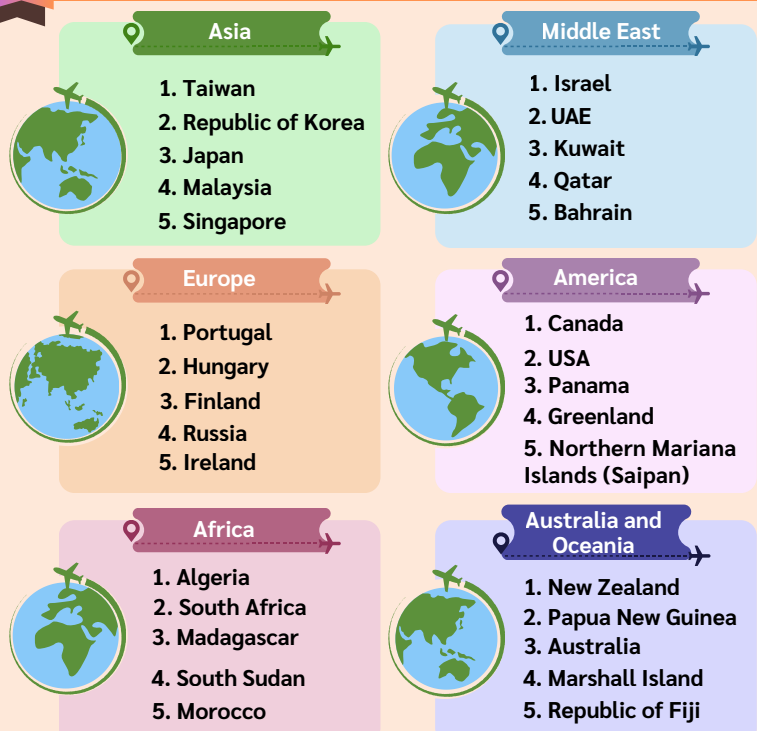 Asia
1. Taiwan
2. Republic of Korea
3. Japan
4. Malaysia
5. Singapore
Middle East
1. Israel
2. UAE
3. Kuwait
4. Qatar
5. Bahrain
Europe
1. Portugal
2. Hungary
3. Finland
4. Russia
5. Ireland
America
1. Canada
2. USA
3. Panama
4. Greenland
5. Northern Mariana
Islands (Saipan)
Africa
1. Algeria
2. South Africa
3. Madagascar
4. South Sudan
5. Morocco
Australia and
Oceania
1. New Zealand
2. Papua New Guinea
3. Australia
4. Marshall Island
5. Republic of Fiji